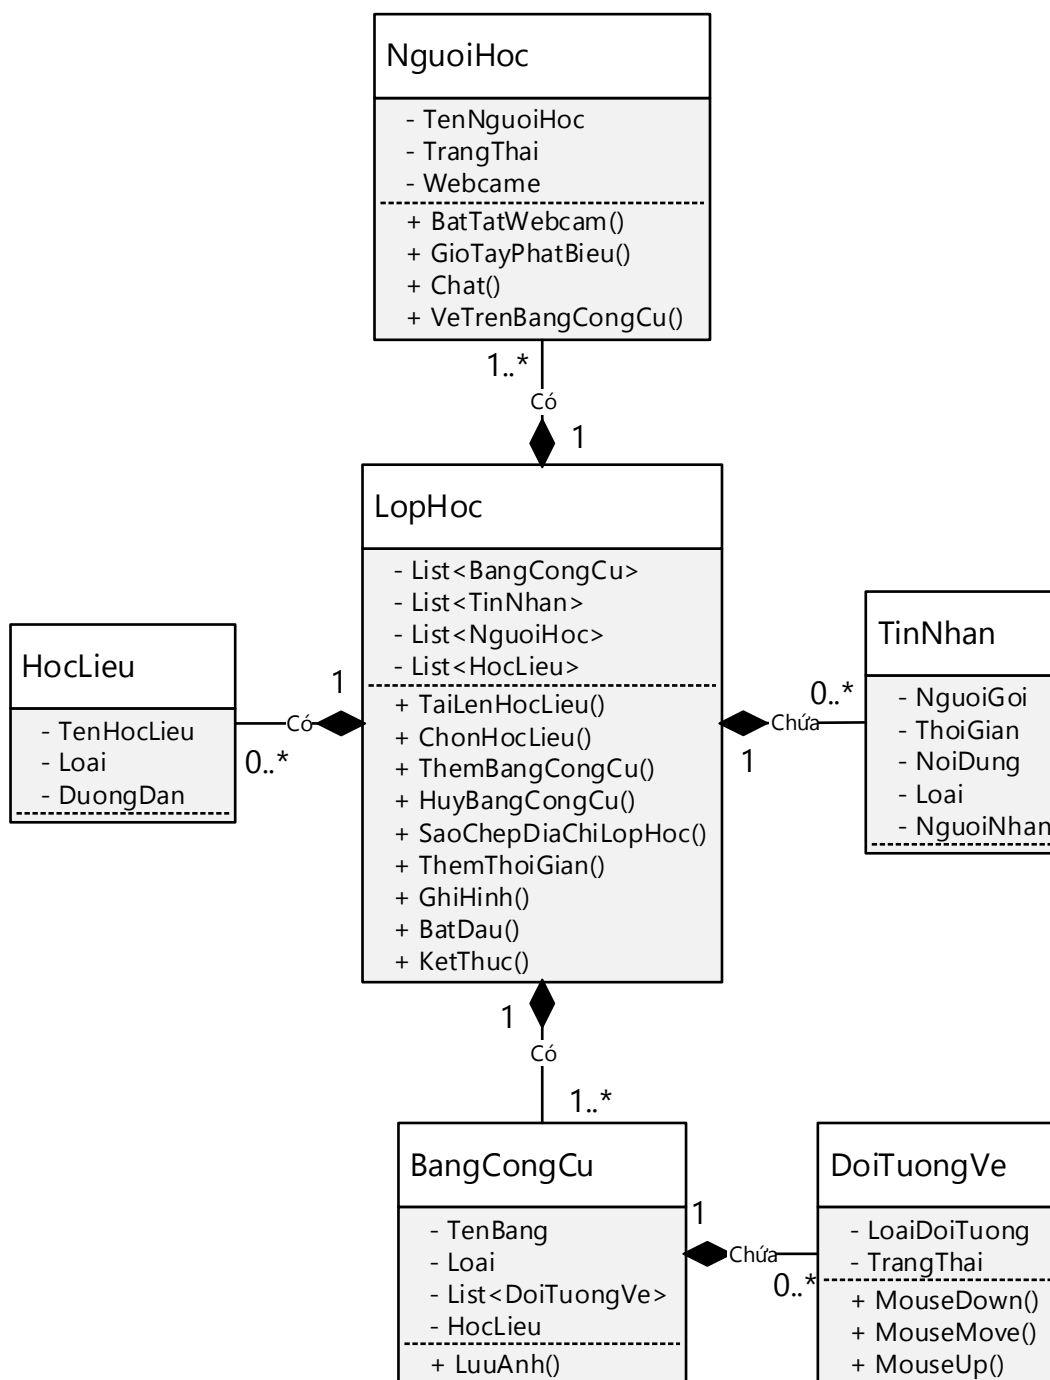 NguoiHoc
- TenNguoiHoc
- TrangThai
- Webcame
+ BatTatWebcam()
+ GioTayPhatBieu()
+ Chat()
+ VeTrenBangCongCu()
1..*
Có
1
LopHoc
- List<BangCongCu>
- List<TinNhan>
- List<NguoiHoc>
- List<HocLieu>
+ TaiLenHocLieu()
+ ChonHocLieu()
+ ThemBangCongCu()
+ HuyBangCongCu()
+ SaoChepDiaChiLopHoc()
+ ThemThoiGian()
+ GhiHinh()
+ BatDau()
+ KetThuc()
HocLieu
- TenHocLieu
- Loai
- DuongDan
1
Có
0..*
TinNhan
- NguoiGoi
- ThoiGian
- NoiDung
- Loai
- NguoiNhan
0..*
Chứa
1
1
Có
1..*
BangCongCu
- TenBang
- Loai
- List<DoiTuongVe>
- HocLieu
+ LuuAnh()
1
Chứa
0..*
DoiTuongVe
- LoaiDoiTuong
- TrangThai
+ MouseDown()
+ MouseMove()
+ MouseUp()